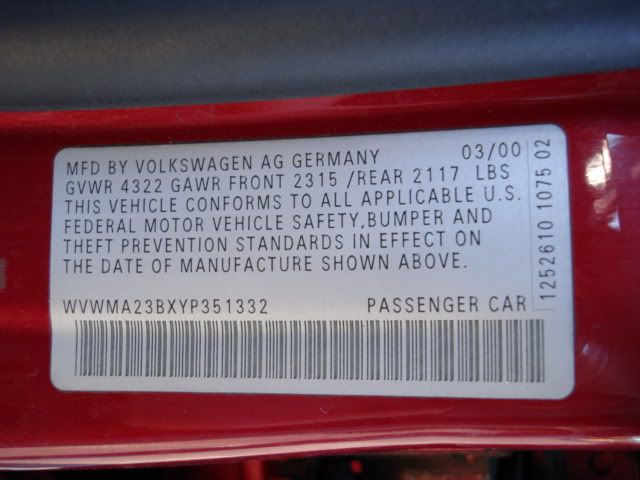 MFD BY VOLKSWAGEN AG GERMANY 03/00
GVWR 4322 GAWR FRONT 2315 /REAR 2117 LBS
THIS VEHICLE CONFORMS TO ALL APPLICABLE U.S.
FEDERAL MOTOR VEHICLE SAFETY,BUMPER AND
THEFT PREVENTION STANDARDS IN EFFECT ON
THE DATE OF MANUFACTURE SHOWN ABOVE.
WVWMA23BXYP351332 PASSENGER CAR
1252610 1075 02